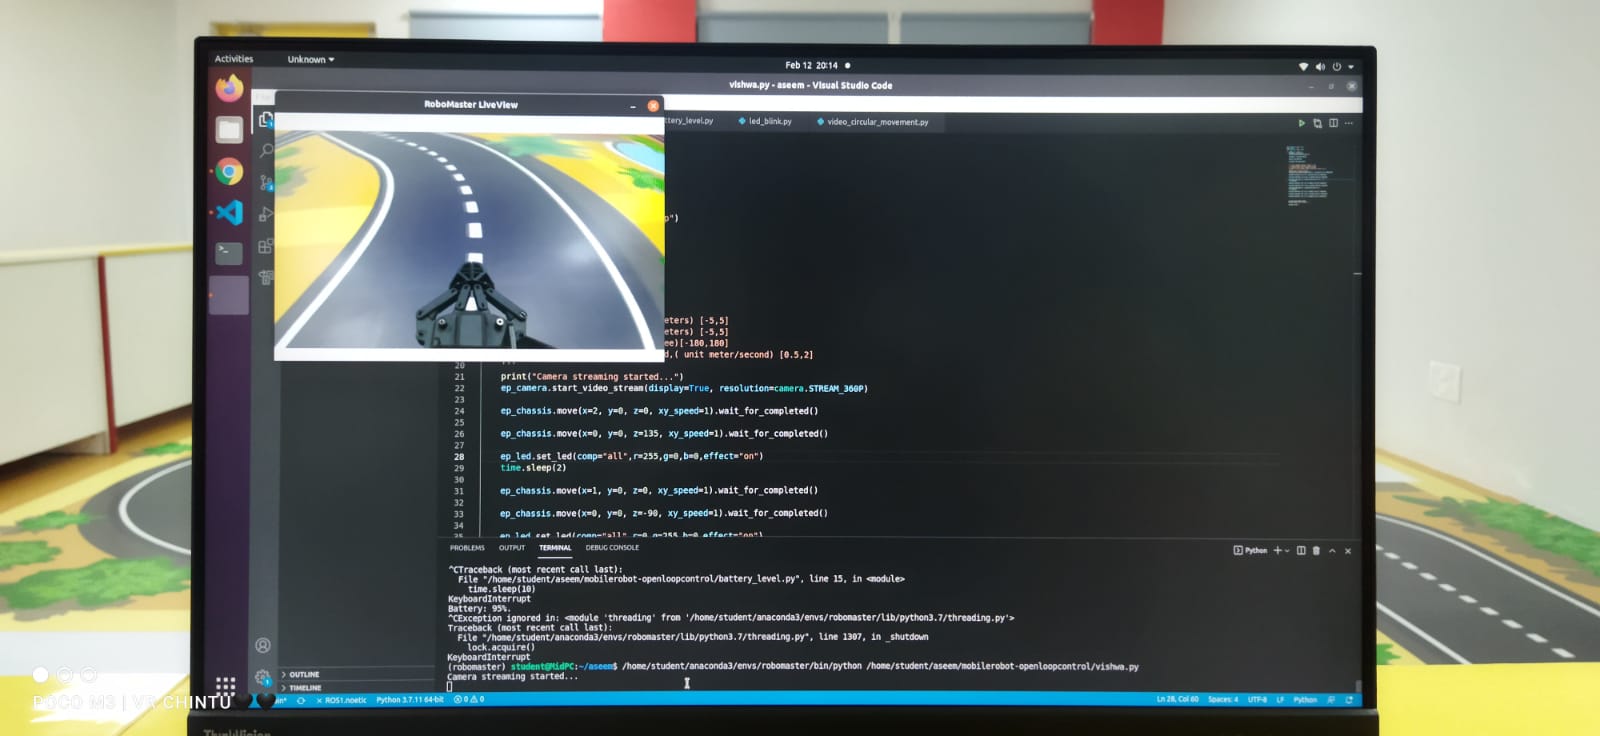 Activities
Unknown
Feb 12 20:14
vishwa.py - aseem - Visual Studio Code
RoboMaster LiveView
ttery_level.py
led_blink.py
video_circular_movement.py
p")
eters) [-5,5]
eters) [-5,5]
ee)[-180,180]
d,( unit meter/second) [0.5,2]
20
21 print("Camera streaming started...")
22 ep_camera.start_video_stream(display=True, resolution=camera.STREAM_360P)
23
24 ep_chassis.move(x=2, y=0, z=0, xy_speed=1).wait_for_completed()
25
26 ep_chassis.move(x=0, y=0, z=135, xy_speed=1).wait_for_completed()
27
28 ep_led.set_led(comp="all",r=255,g=0,b=0,effect="on")
29 time.sleep(2)
30
31 ep_chassis.move(x=1, y=0, z=0, xy_speed=1).wait_for_completed()
32
33 ep_chassis.move(x=0, y=0, z=-90, xy_speed=1).wait_for_completed()
34
35 ep_led.set_led(comp="all",r=0,g=255,b=0,effect="on")
PROBLEMS OUTPUT TERMINAL DEBUG CONSOLE
Python
^CTraceback (most recent call last):
File "/home/student/aseem/mobilerobot-openloopcontrol/battery_level.py", line 15, in <module>
time.sleep(10)
KeyboardInterrupt
Battery: 95%.
^CException ignored in: <module 'threading' from '/home/student/anaconda3/envs/robomaster/lib/python3.7/threading.py'>
Traceback (most recent call last):
File "/home/student/anaconda3/envs/robomaster/lib/python3.7/threading.py", line 1307, in _shutdown
lock.acquire()
KeyboardInterrupt
(robomaster) student@MidPC:~/aseem$ /home/student/anaconda3/envs/robomaster/bin/python /home/student/aseem/mobilerobot-openloopcontrol/vishwa.py
Camera streaming started...
OUTLINE
TIMELINE
ROS1.noetic Python 3.7.11 64-bit 0 0
Ln 28, Col 60 Spaces: 4 UTF-8 LF Python
POCO M3 | VR CHINTU
ThinkVision